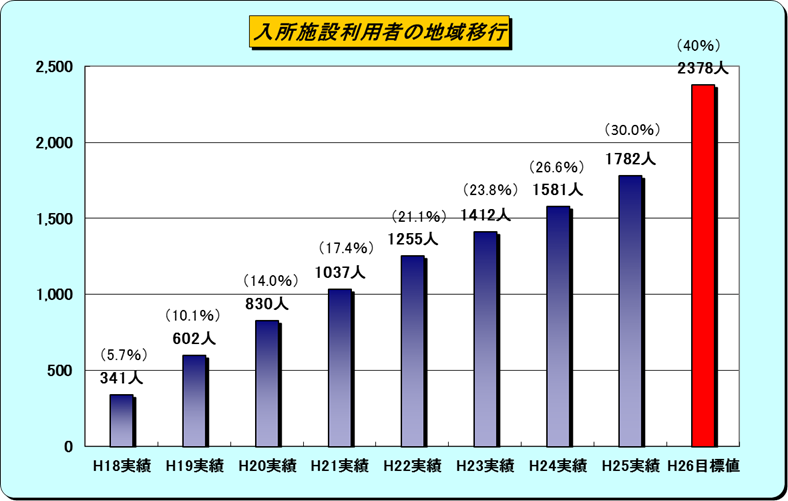 入所施設利用者の地域移行
2,500
2,000
1,500
1,000
500
0
（5.7%）
341人
（10.1%）
602人
（14.0%）
830人
（17.4%）
1037人
（21.1%）
1255人
（23.8%）
1412人
（26.6%）
1581人
（30.0%）
1782人
（40%）
2378人
H18実績 H19実績 H20実績 H21実績 H22実績 H23実績 H24実績 H25実績 H26目標値